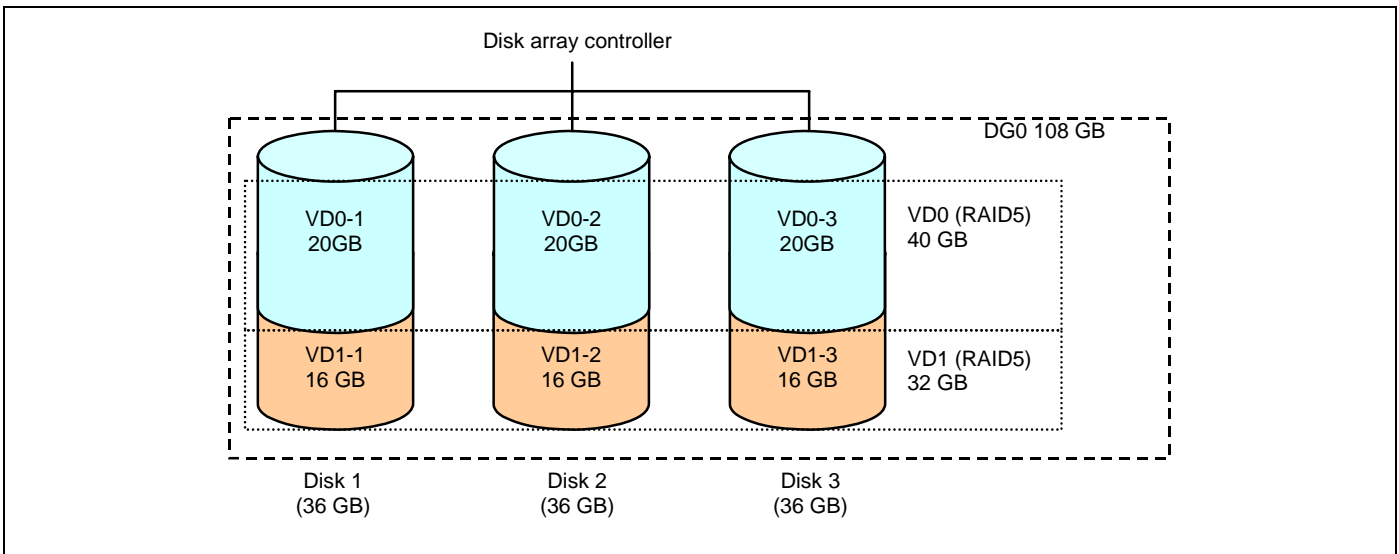 Disk array controller
DG0 108 GB
VD0-1
20GB
VD0-2
20GB
VD0-3
20GB
VD0 (RAID5)
40 GB
VD1-1
16 GB
VD1-2
16 GB
VD1-3
16 GB
VD1 (RAID5)
32 GB
Disk 1
(36 GB)
Disk 2
(36 GB)
Disk 3
(36 GB)